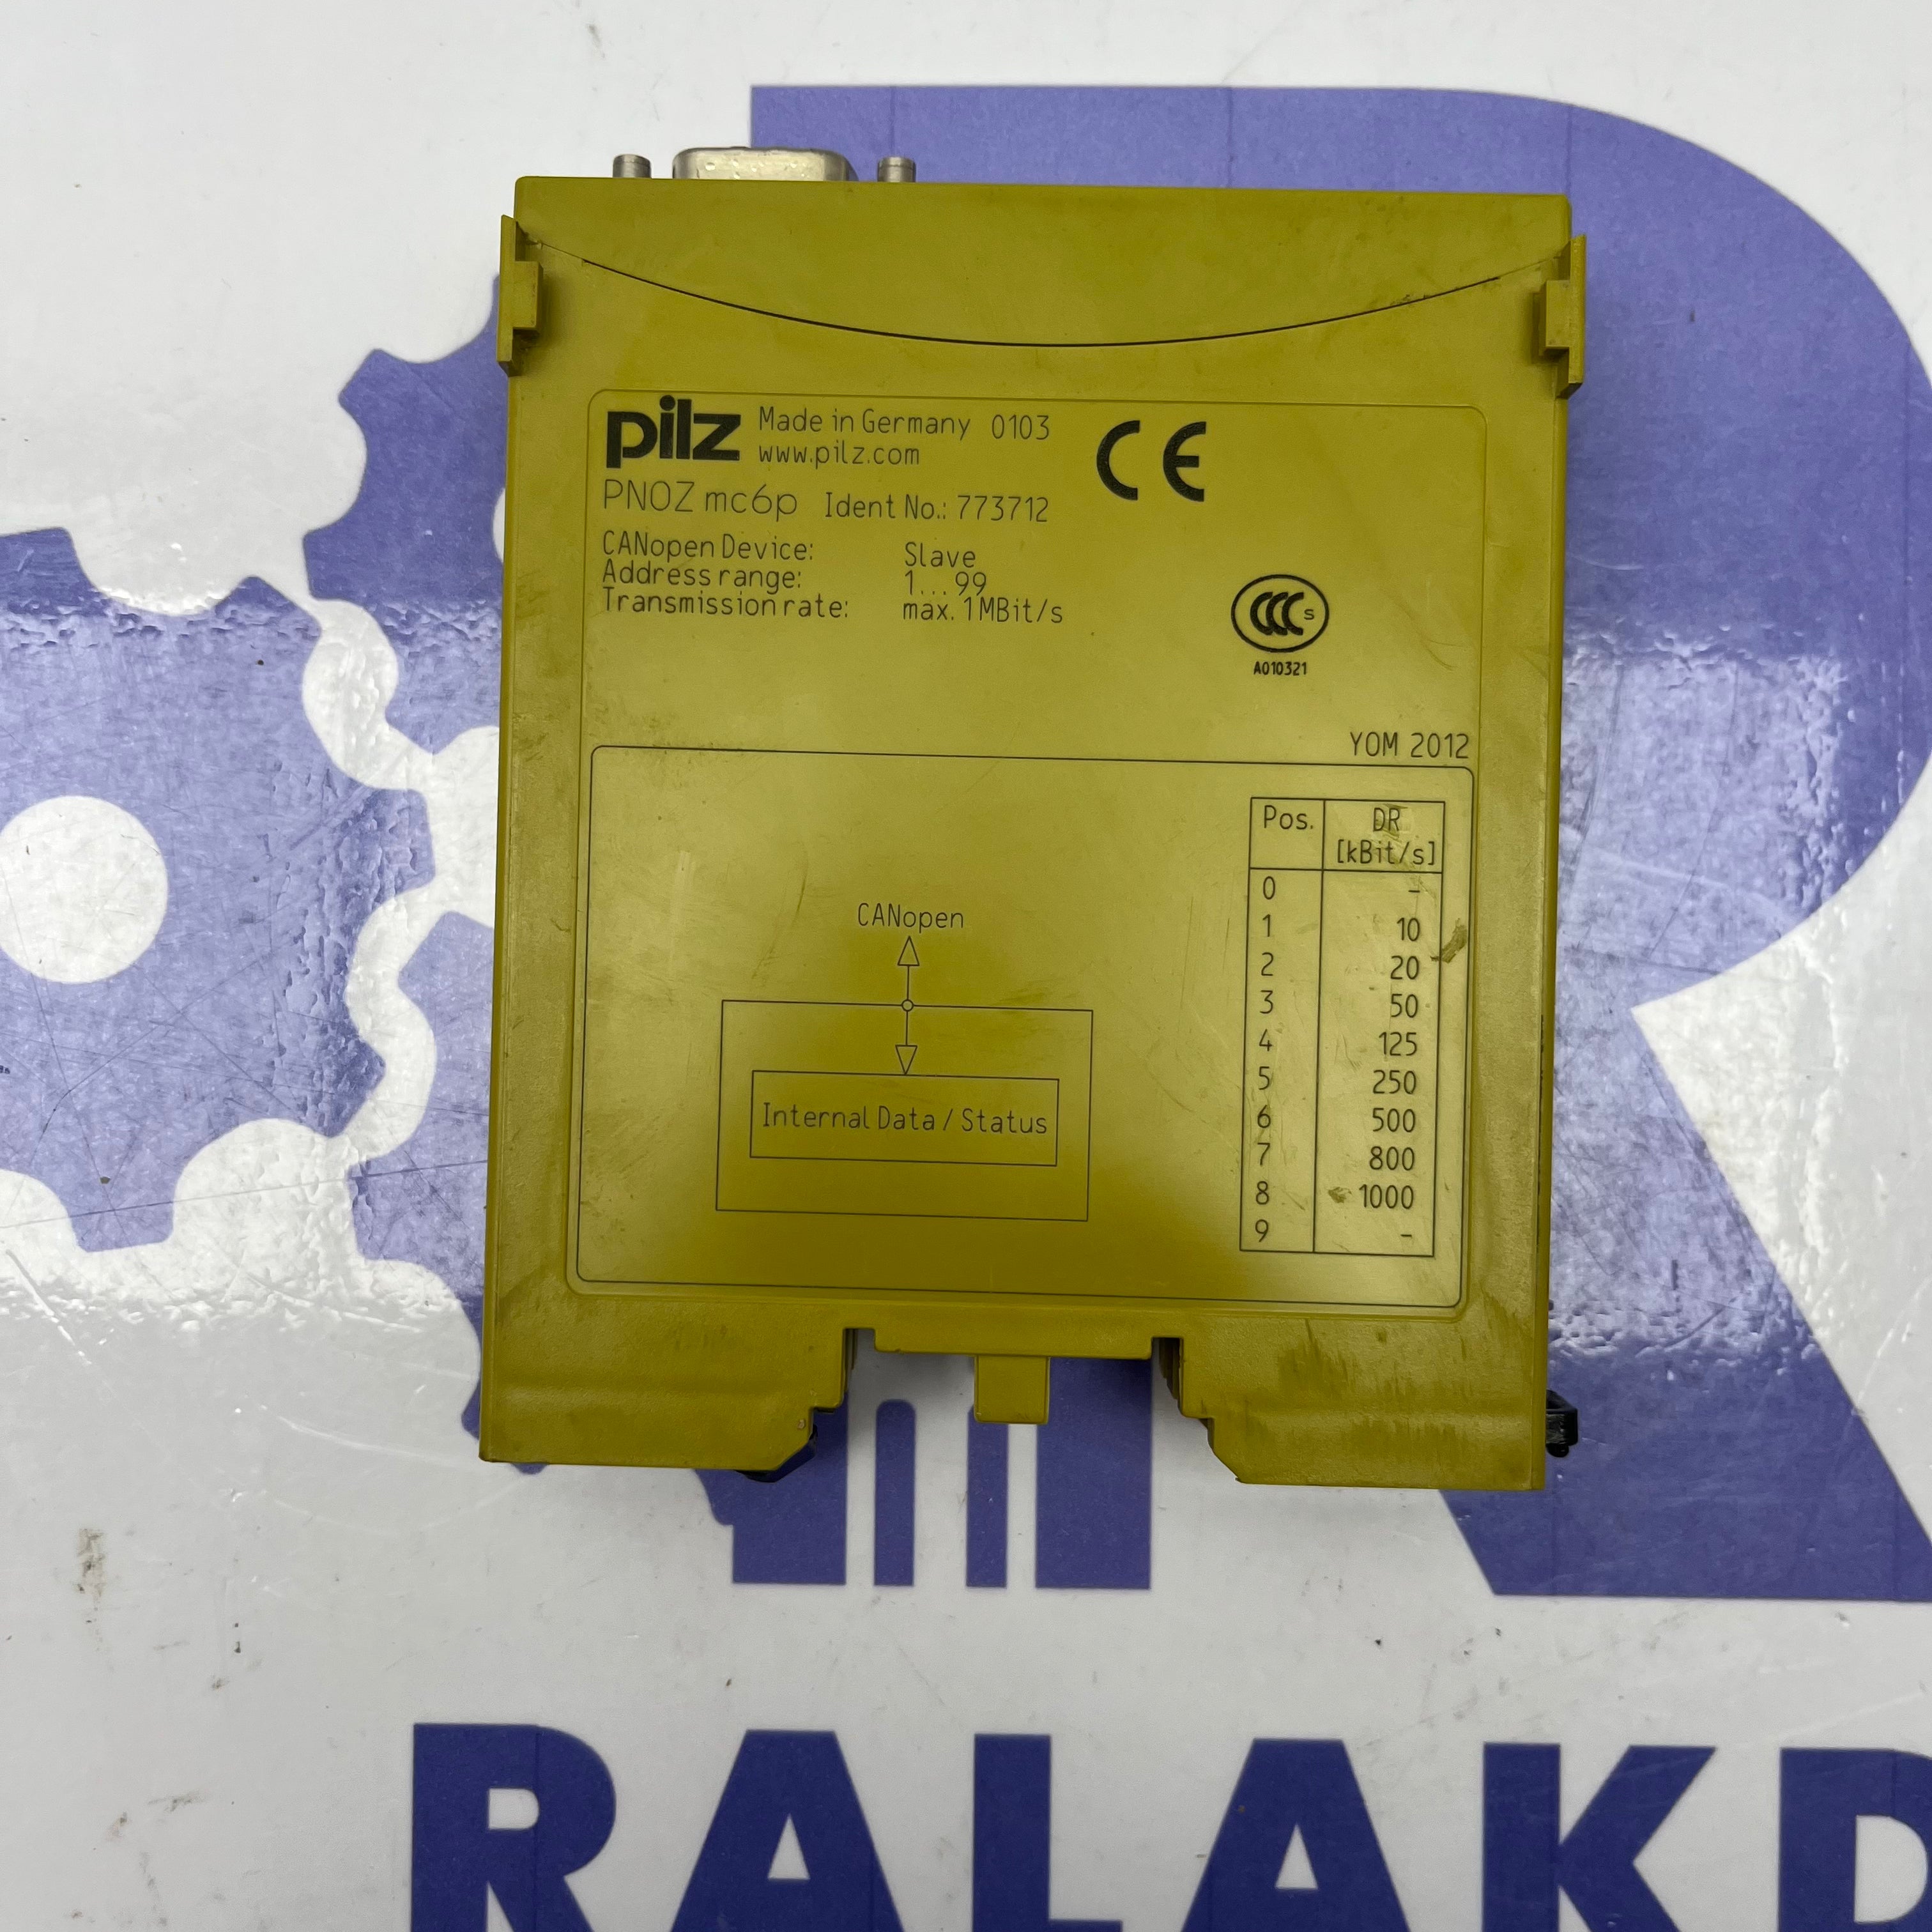 pilz Made in Germany 0103
www.pilz.com
CE
PNOZ mc6p Ident No.: 773712
CANopen Device: Slave
Address range: 1...99
Transmission rate: max. 1MBit/s
CCC S
A010321
YOM 2012
Pos. DR
[kBit/s]
0 -
1 10
2 20
3 50
4 125
5 250
6 500
7 800
8 1000
9 -
CANopen
Internal Data / Status
R
RALAKD